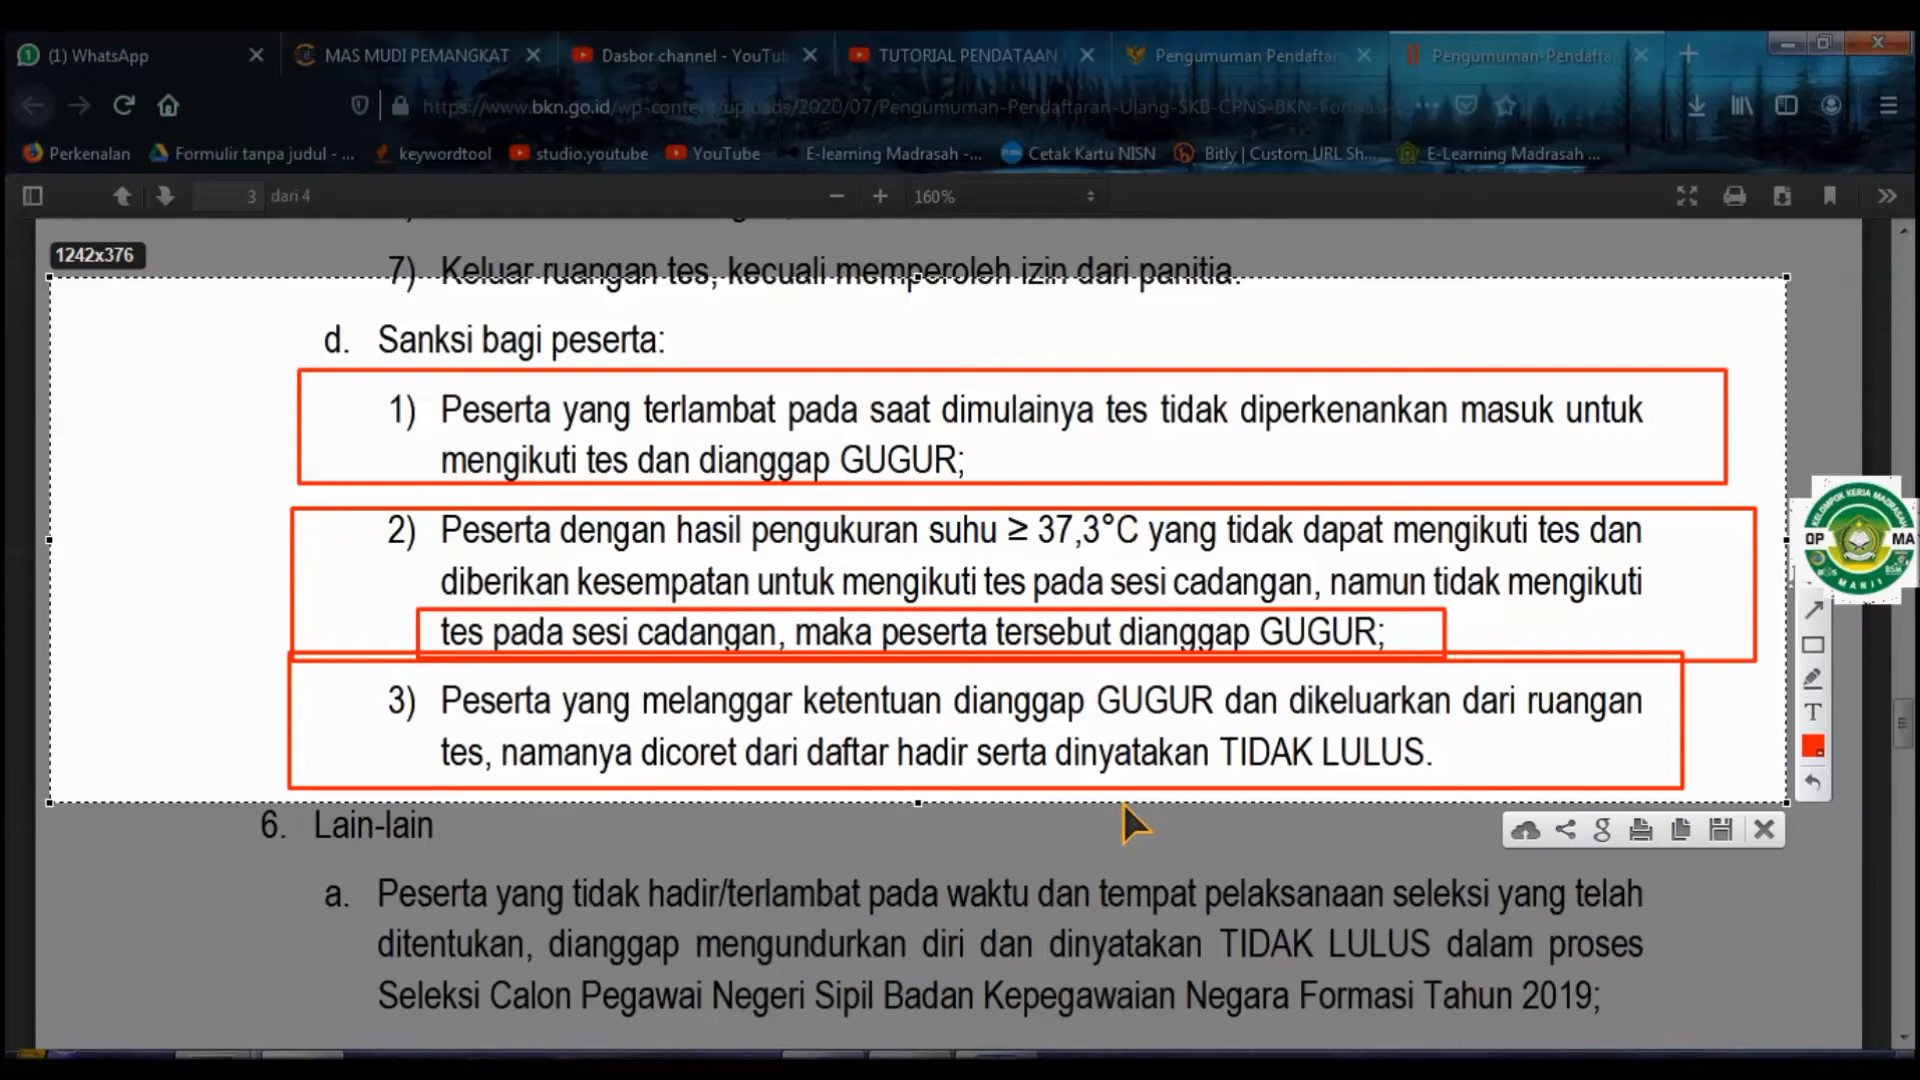 (1) WhatsApp
MAS MUDI PEMANGKAT
Dasbor channel - YouTub
TUTORIAL PENDATAAN
Pengumuman Pendaftara
Pengumuman-Pendafta
https://www.bkn.go.id/wp-content/uploads/2020/07/Pengumuman-Pendaftaran-Ulang-SKB-CPNS-BKN-Formasi-
Perkenalan
Formulir tanpa judul - ...
keywordtool
studio.youtube
YouTube
E-learning Madrasah -...
Cetak Kartu NISN
Bitly | Custom URL Sh...
E-Learning Madrasah ...
3 dari 4
160%
1242x376
7) Keluar ruangan tes, kecuali memperoleh izin dari panitia.
d. Sanksi bagi peserta:
1) Peserta yang terlambat pada saat dimulainya tes tidak diperkenankan masuk untuk
mengikuti tes dan dianggap GUGUR;
2) Peserta dengan hasil pengukuran suhu ≥ 37,3°C yang tidak dapat mengikuti tes dan
diberikan kesempatan untuk mengikuti tes pada sesi cadangan, namun tidak mengikuti
tes pada sesi cadangan, maka peserta tersebut dianggap GUGUR;
3) Peserta yang melanggar ketentuan dianggap GUGUR dan dikeluarkan dari ruangan
tes, namanya dicoret dari daftar hadir serta dinyatakan TIDAK LULUS.
KELOMPOK KERJA MADRASAH
OP MA
MANJI
T
6. Lain-lain
a. Peserta yang tidak hadir/terlambat pada waktu dan tempat pelaksanaan seleksi yang telah
ditentukan, dianggap mengundurkan diri dan dinyatakan TIDAK LULUS dalam proses
Seleksi Calon Pegawai Negeri Sipil Badan Kepegawaian Negara Formasi Tahun 2019;